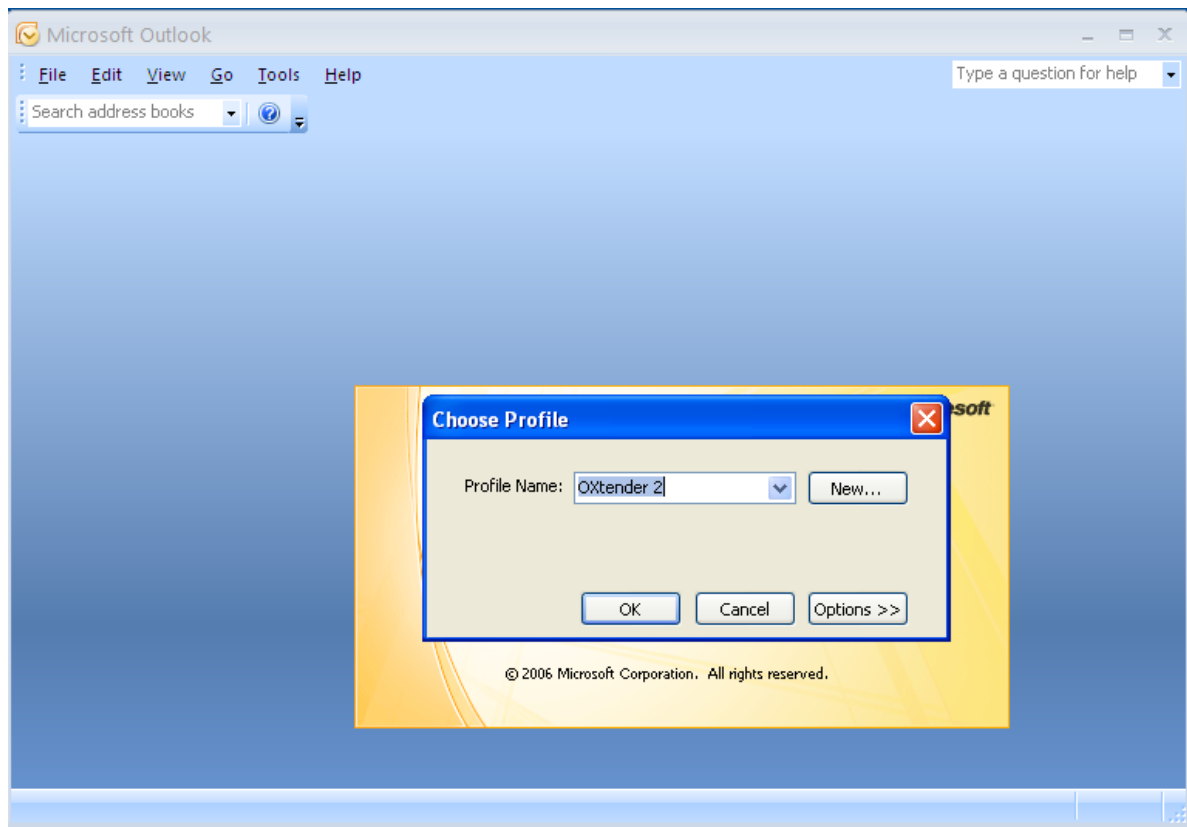 Microsoft Outlook
File Edit View Go Tools Help
Type a question for help
Search address books
Choose Profile
soft
Profile Name: OXtender 2 New...
OK Cancel Options >>
© 2006 Microsoft Corporation. All rights reserved.